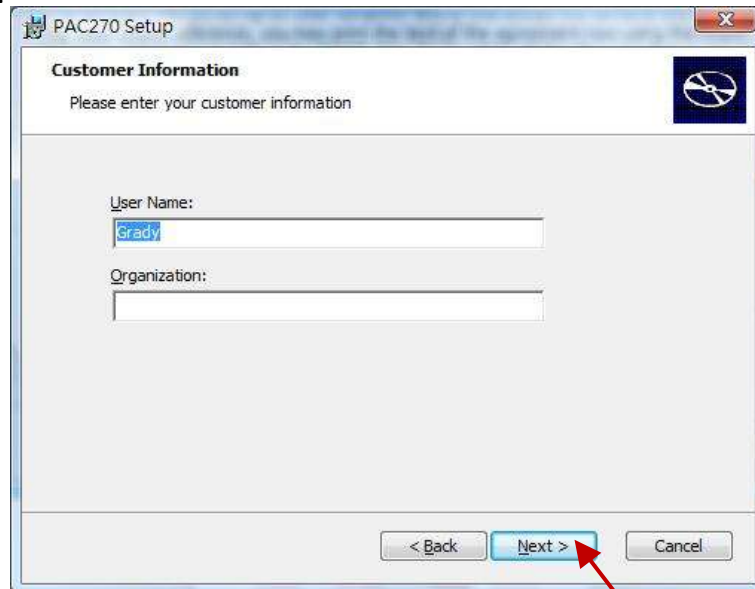 PAC270 Setup
Customer Information
Please enter your customer information
User Name:
Grady
Organization:
< Back
Next >
Cancel